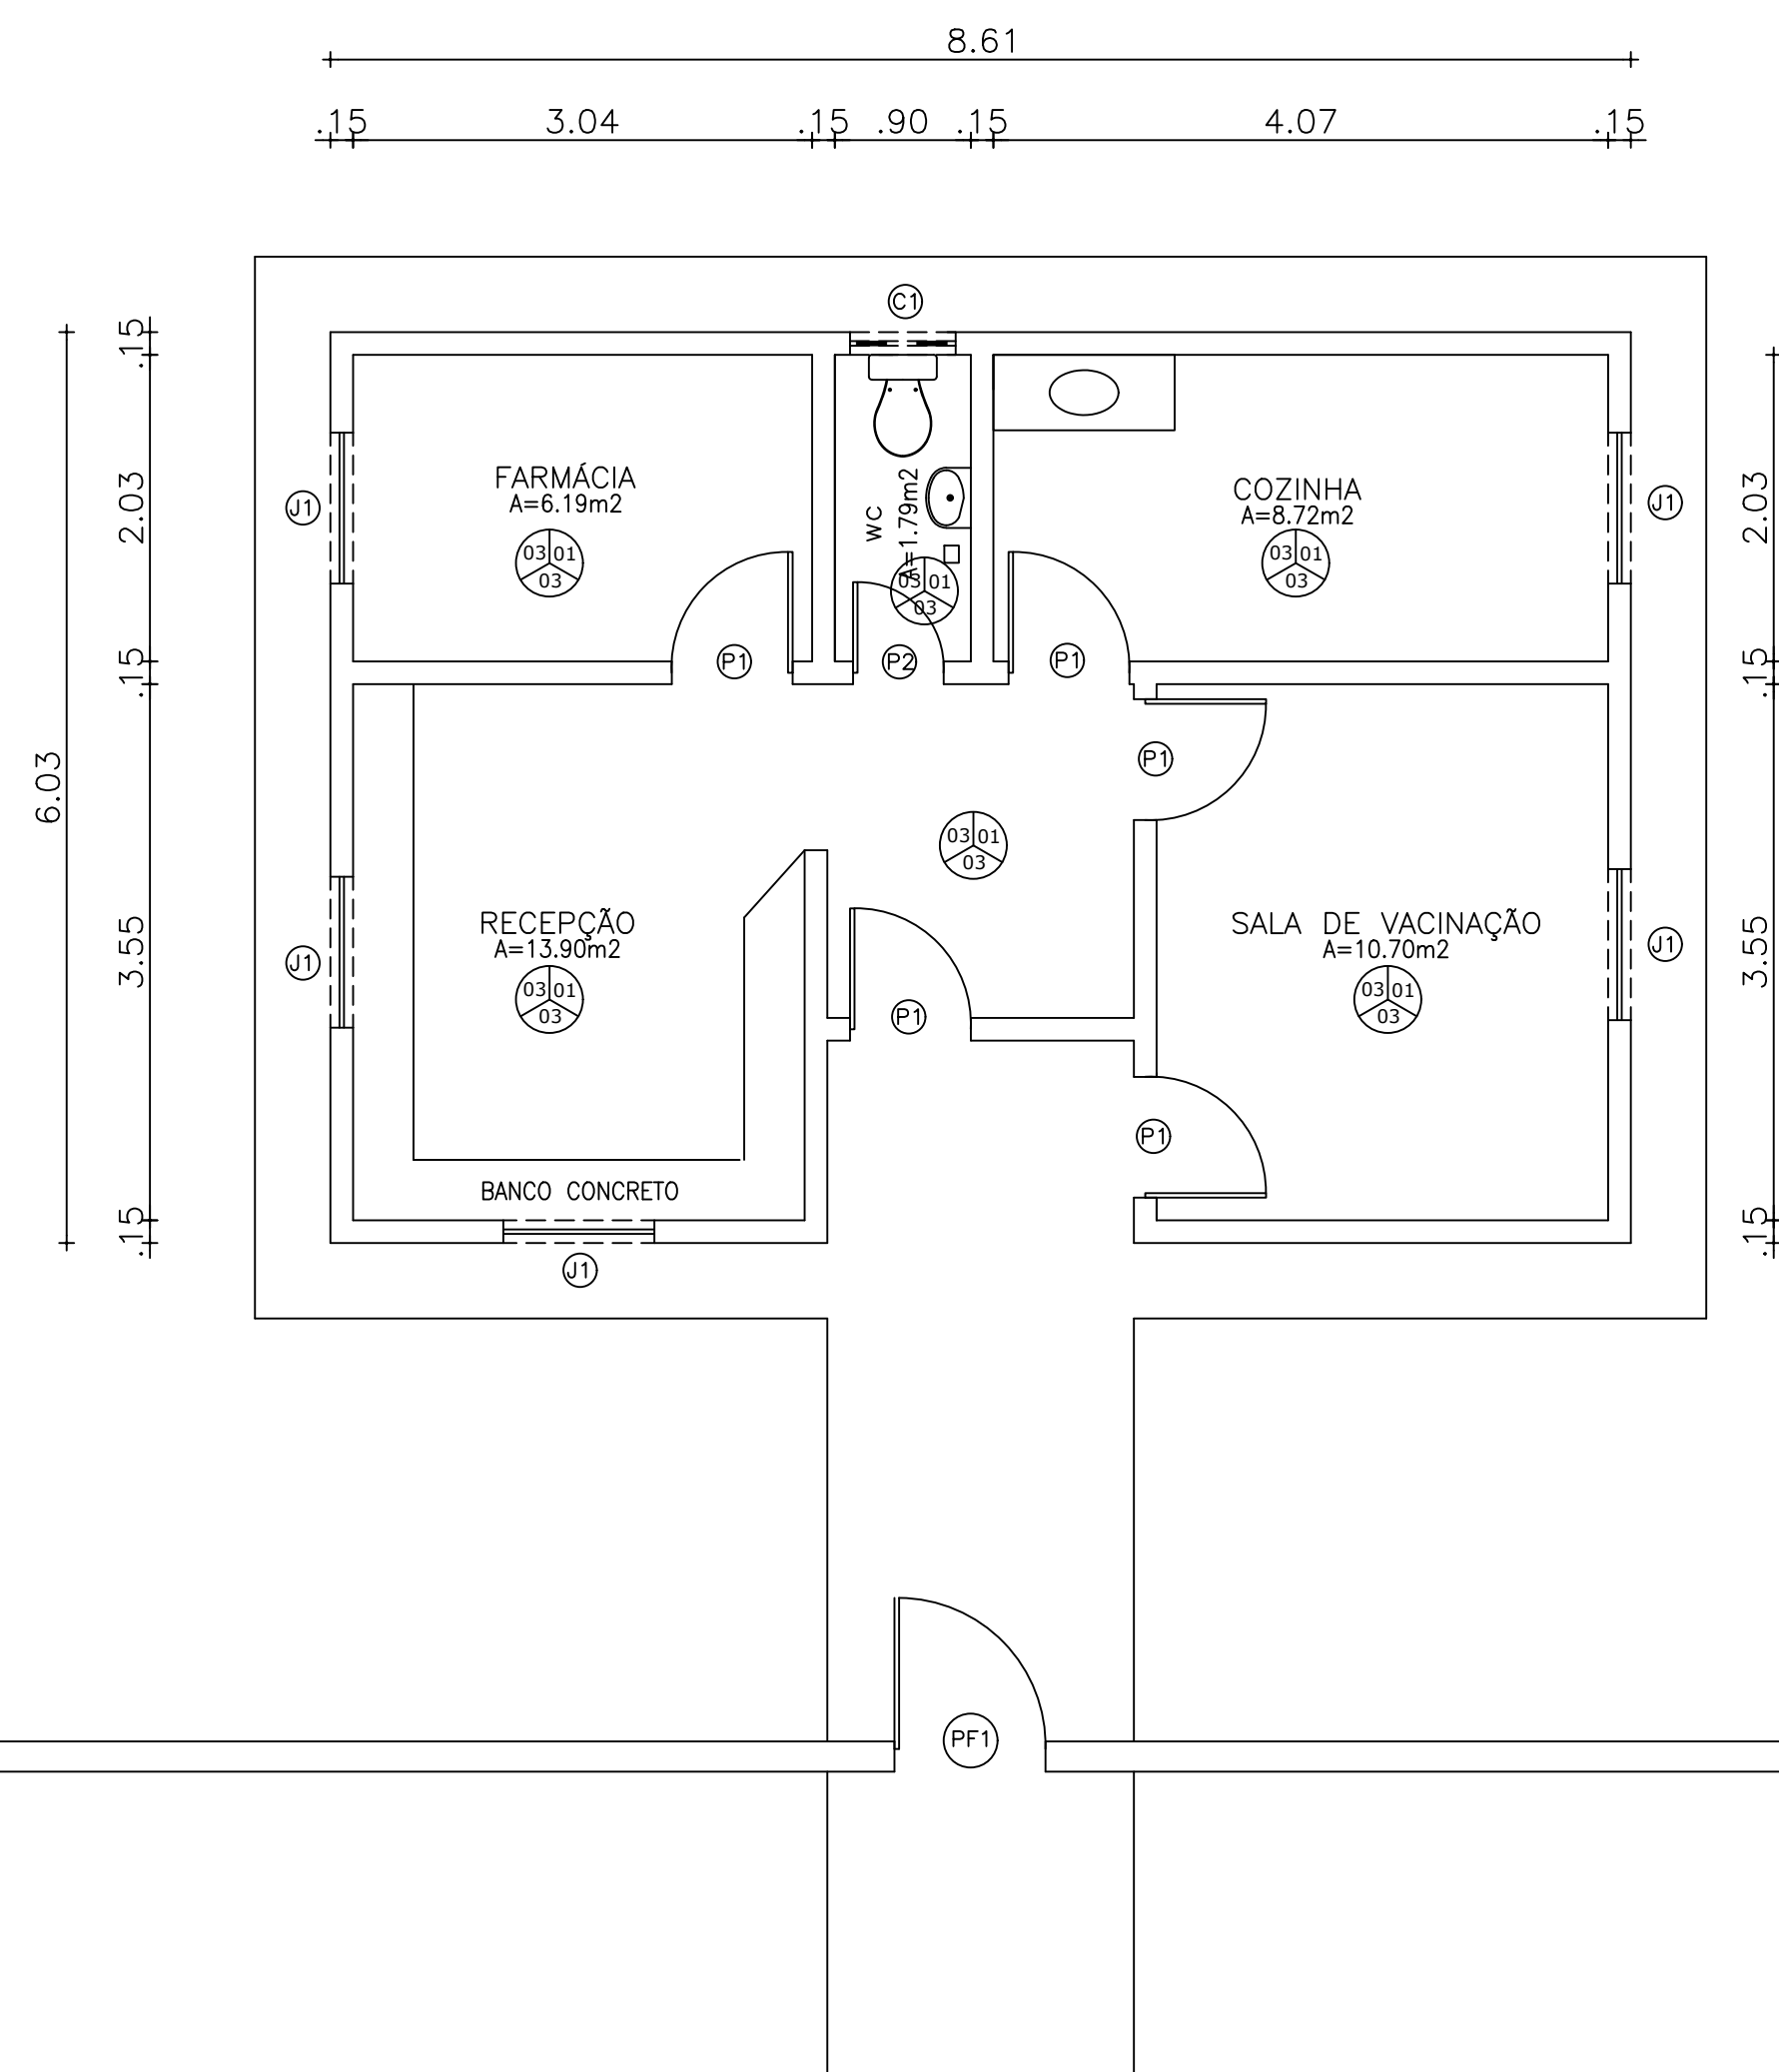 8.61
.15 3.04 .15 .90 .15 4.07 .15
C1
.15
.15
2.03
2.03
FARMÁCIA
A=6.19m2
03 01
03
J1
WC
A=1.79m2
03 01
03
COZINHA
A=8.72m2
03 01
03
J1
P1
P2
P1
.15
.15
P1
6.03
03 01
03
3.55
RECEPÇÃO
A=13.90m2
03 01
03
J1
P1
SALA DE VACINAÇÃO
A=10.70m2
03 01
03
J1
3.55
P1
BANCO CONCRETO
.15
.15
J1
PF1